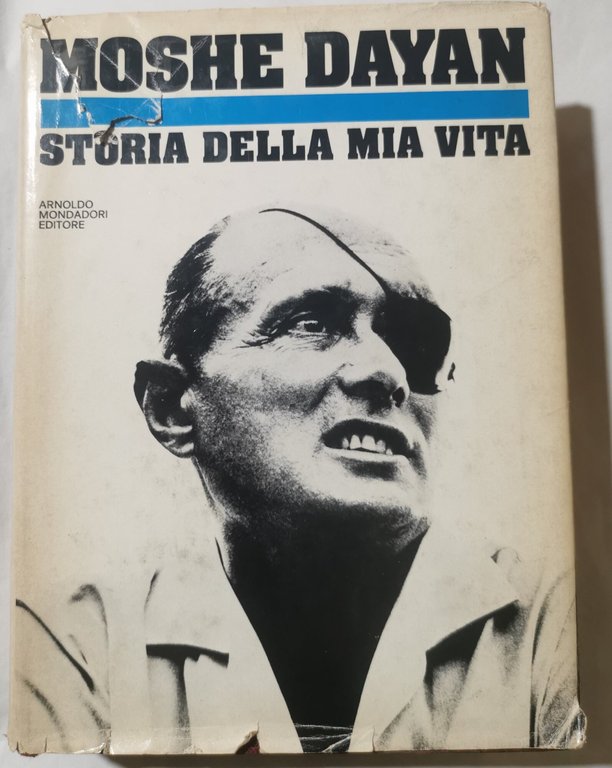 MOSHE DAYAN
STORIA DELLA MIA VITA
ARNOLDO
MONDADORI
EDITORE